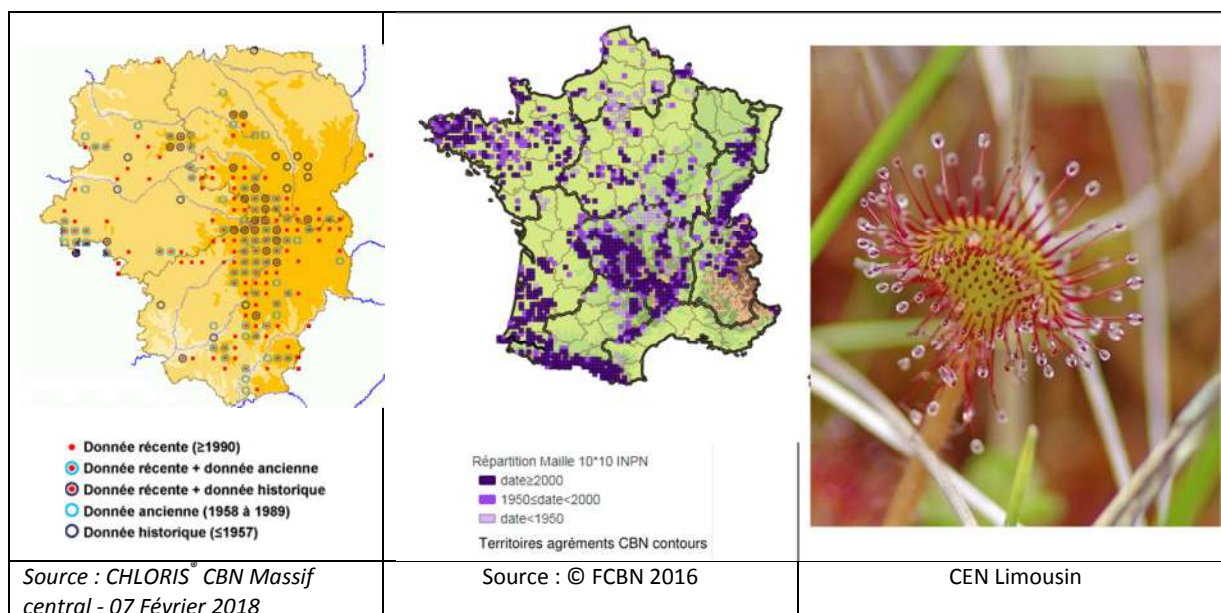 Donnée récente (≥1990)
Donnée récente + donnée ancienne
Donnée récente + donnée historique
Donnée ancienne (1958 à 1989)
Donnée historique (≤1957)
Répartition Maille 10*10 INPN
date≥2000
1950≤date<2000
date<1950
Territoires agréments CBN contours
Source : CHLORIS® CBN Massif
central - 07 Février 2018
Source : © FCBN 2016
CEN Limousin